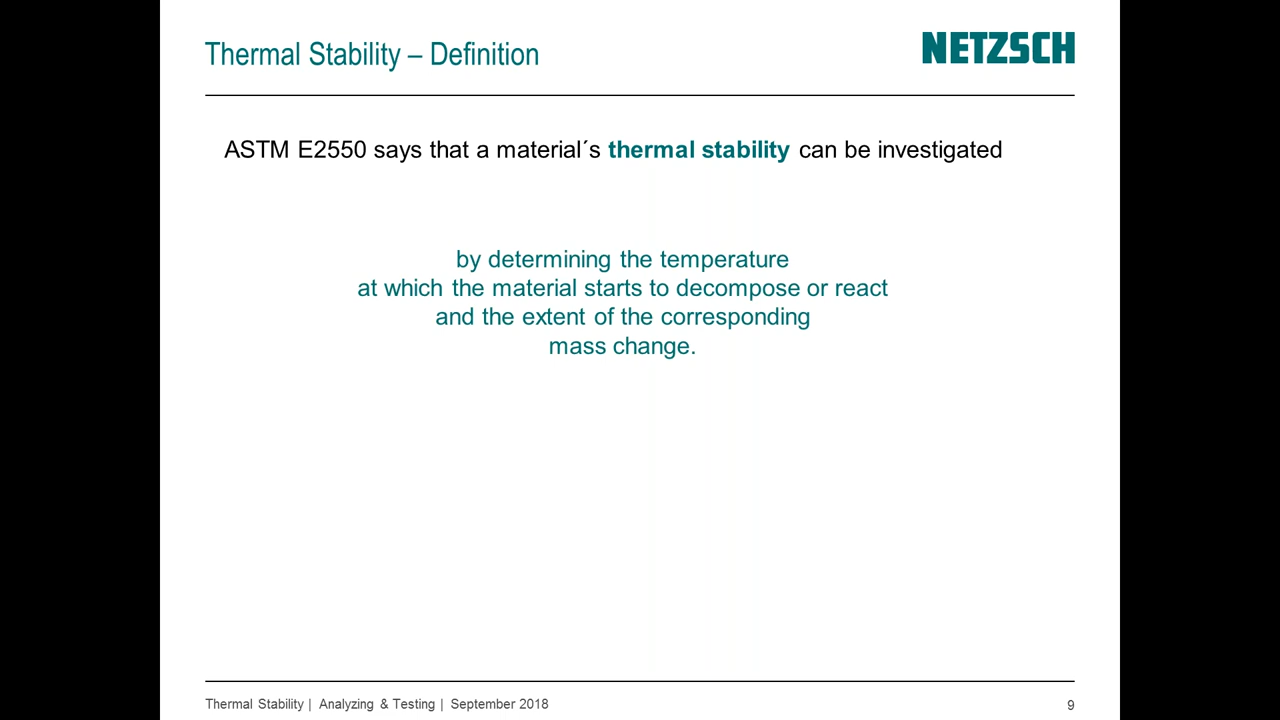 Thermal Stability – Definition
NETZSCH
ASTM E2550 says that a material´s thermal stability can be investigated
by determining the temperature
at which the material starts to decompose or react
and the extent of the corresponding
mass change.
Thermal Stability | Analyzing & Testing | September 2018
9